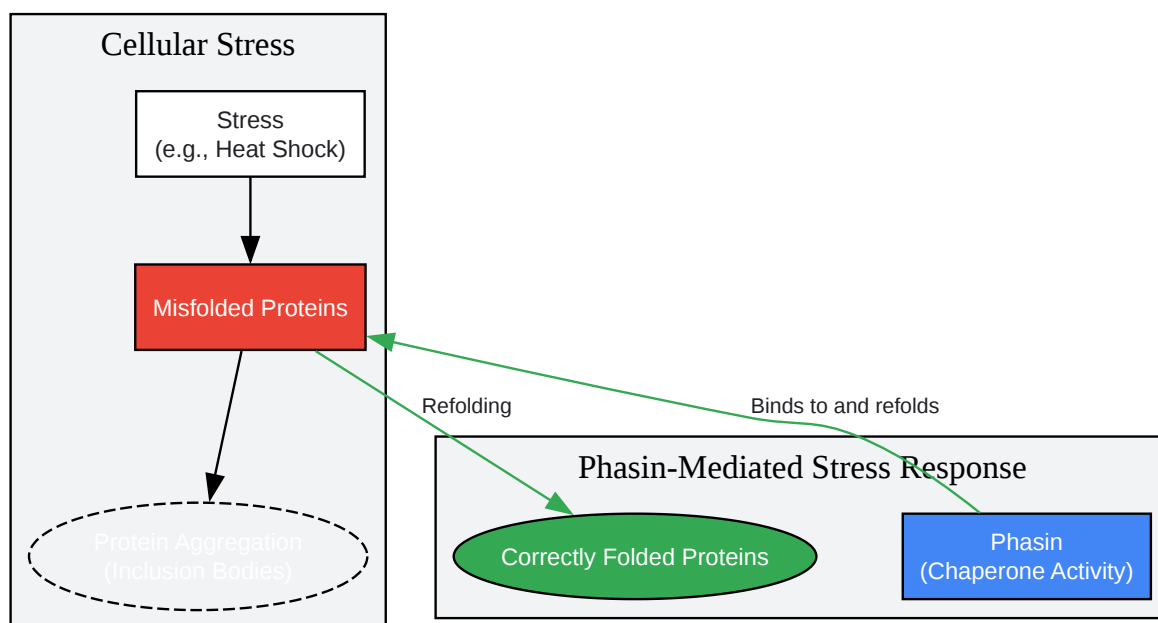 Cellular Stress
Stress
(e.g., Heat Shock)
Misfolded Proteins
Refolding
Binds to and refolds
Phasin-Mediated Stress Response
Protein Aggregation
(Inclusion Bodies)
Correctly Folded Proteins
Phasin
(Chaperone Activity)